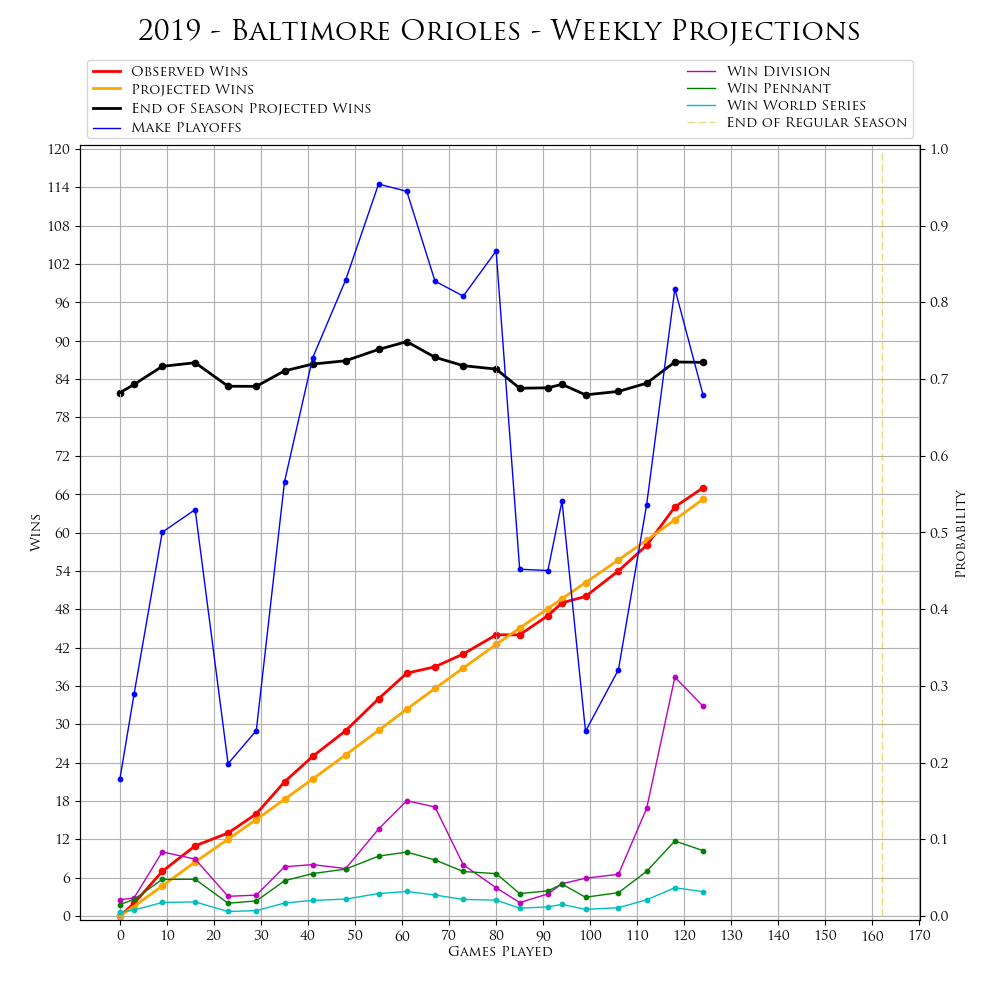 2019 - Baltimore Orioles - Weekly Projections
Observed Wins
Projected Wins
End of Season Projected Wins
Make Playoffs
Win Division
Win Pennant
Win World Series
End of Regular Season
120
114
108
102
96
90
84
78
72
66
60
54
48
42
36
30
24
18
12
6
0
Wins
1.0
0.9
0.8
0.7
0.6
0.5
0.4
0.3
0.2
0.1
0.0
Probability
0 10 20 30 40 50 60 70 80 90 100 110 120 130 140 150 160 170
Games Played